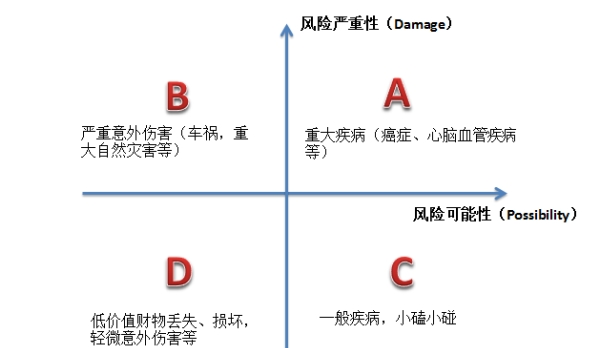 风险严重性（Damage）
B
A
严重意外伤害（车祸，重
大自然灾害等）
重大疾病（癌症、心脑血管疾病
等）
风险可能性（Possibility）
D
C
低价值财物丢失、损坏，
轻微意外伤害等
一般疾病，小磕小碰